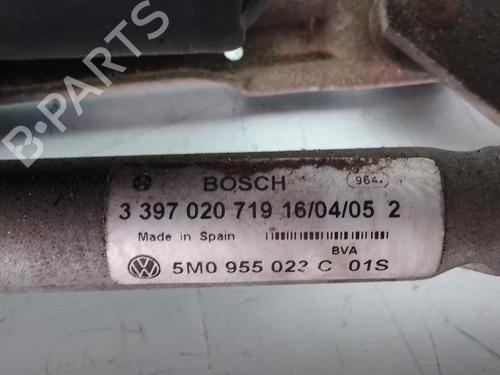 B-PARTS
BOSCH 964.
3 397 020 719 16/04/05 2
Made in Spain
BVA
5M0 955 023 C 01S